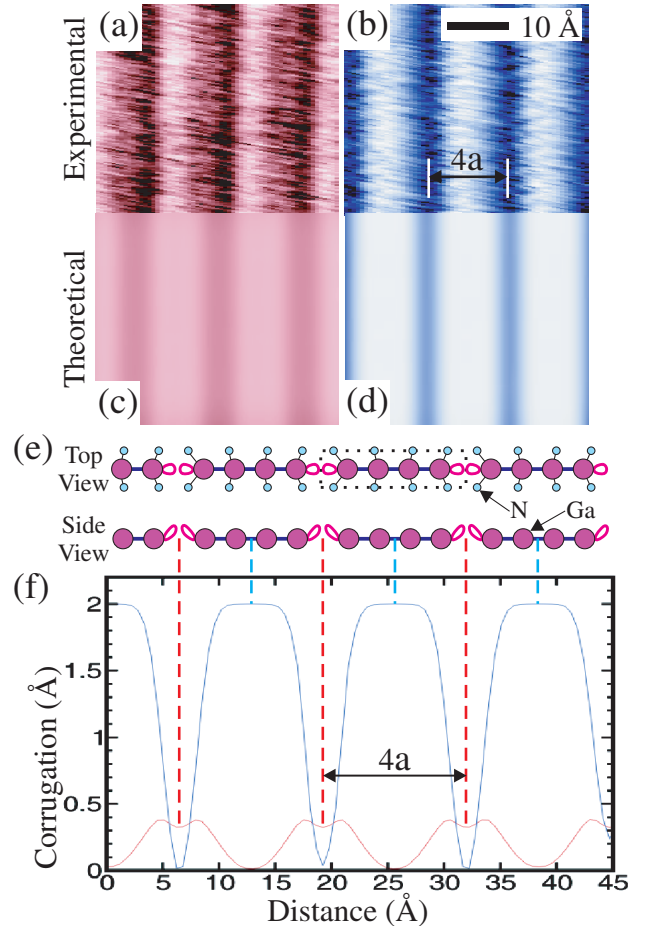 (a)
(b)
10 Å
Experimental
4a
Theoretical
(c)
(d)
(e)
Top
View
N
Ga
Side
View
(f)
2
1.5
1
0.5
0
Corrugation (Å)
4a
0 5 10 15 20 25 30 35 40 45
Distance (Å)